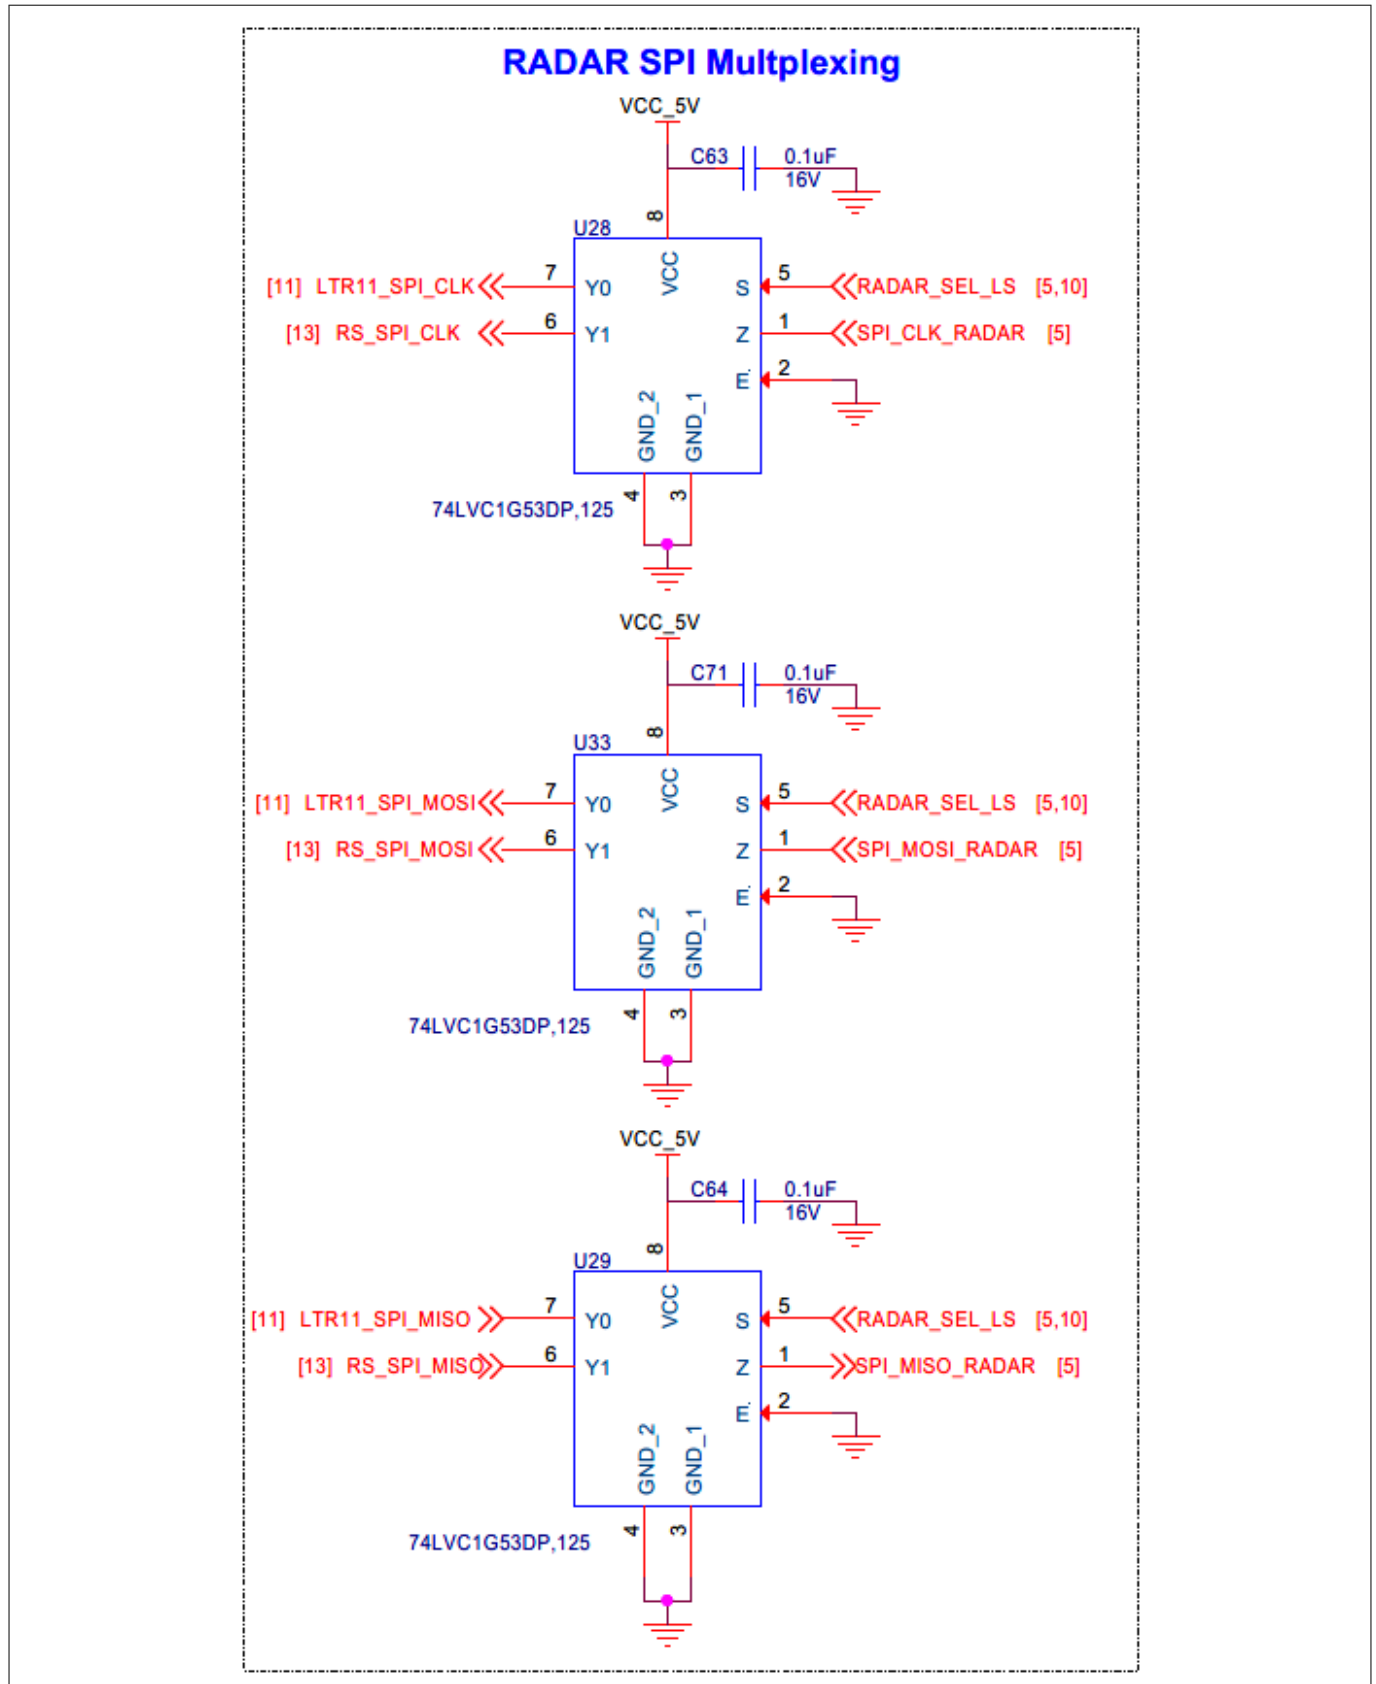 RADAR SPI Multplexing
VCC_5V
C63 0.1uF
16V
8
U28
[11] LTR11_SPI_CLK 7 Y0 VCC S 5 RADAR_SEL_LS [5,10]
[13] RS_SPI_CLK 6 Y1 Z 1 SPI_CLK_RADAR [5]
E 2
GND_2 GND_1
4 3
74LVC1G53DP,125
VCC_5V
C71 0.1uF
16V
8
U33
[11] LTR11_SPI_MOSI 7 Y0 VCC S 5 RADAR_SEL_LS [5,10]
[13] RS_SPI_MOSI 6 Y1 Z 1 SPI_MOSI_RADAR [5]
E 2
GND_2 GND_1
4 3
74LVC1G53DP,125
VCC_5V
C64 0.1uF
16V
8
U29
[11] LTR11_SPI_MISO 7 Y0 VCC S 5 RADAR_SEL_LS [5,10]
[13] RS_SPI_MISO 6 Y1 Z 1 SPI_MISO_RADAR [5]
E 2
GND_2 GND_1
4 3
74LVC1G53DP,125